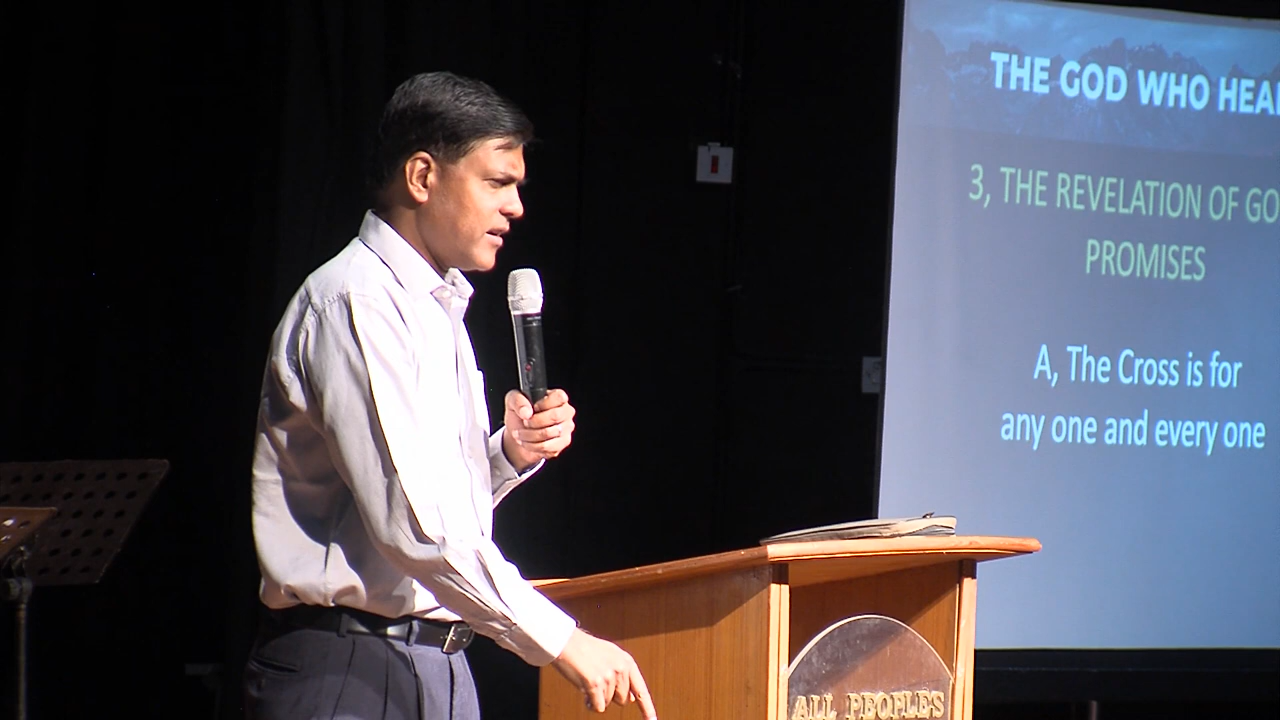 THE GOD WHO HEA
3, THE REVELATION OF GO
PROMISES
A, The Cross is for
any one and every one
ALL PEOPLE'S